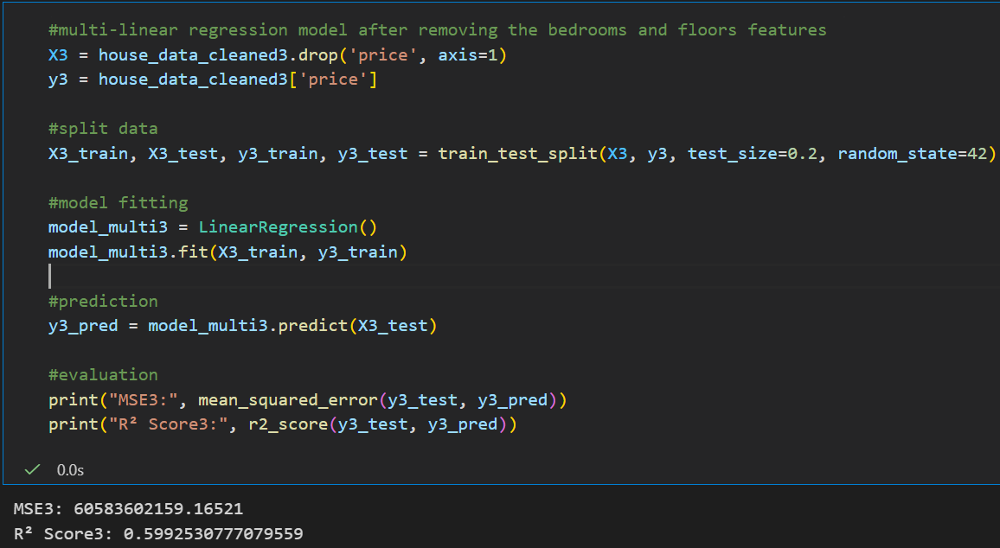 #multi-linear regression model after removing the bedrooms and floors features
X3 = house_data_cleaned3.drop('price', axis=1)
y3 = house_data_cleaned3['price']
#split data
X3_train, X3_test, y3_train, y3_test = train_test_split(X3, y3, test_size=0.2, random_state=42)
#model fitting
model_multi3 = LinearRegression()
model_multi3.fit(X3_train, y3_train)
#prediction
y3_pred = model_multi3.predict(X3_test)
#evaluation
print("MSE3:", mean_squared_error(y3_test, y3_pred))
print("R² Score3:", r2_score(y3_test, y3_pred))
0.0s
MSE3: 60583602159.16521
R² Score3: 0.5992530777079559